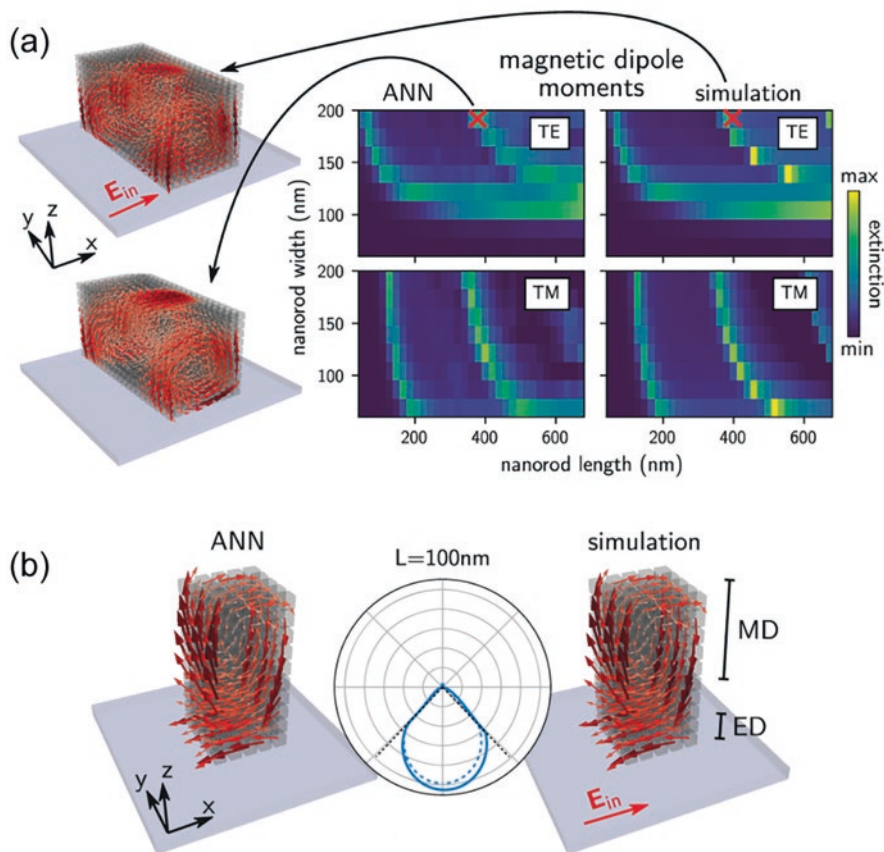 (a)
magnetic dipole
moments
ANN
simulation
200
150
100
TE
TE
200
150
100
TM
TM
nanorod width (nm)
200
400
600
200
400
600
nanorod length (nm)
max
extinction
min
E_in
y
z
x
(b)
ANN
L=100nm
simulation
MD
ED
y
z
x
E_in